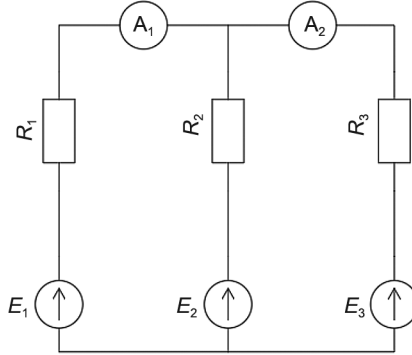 A₁ A₂
R₁ R₂ R₃
E₁ E₂ E₃